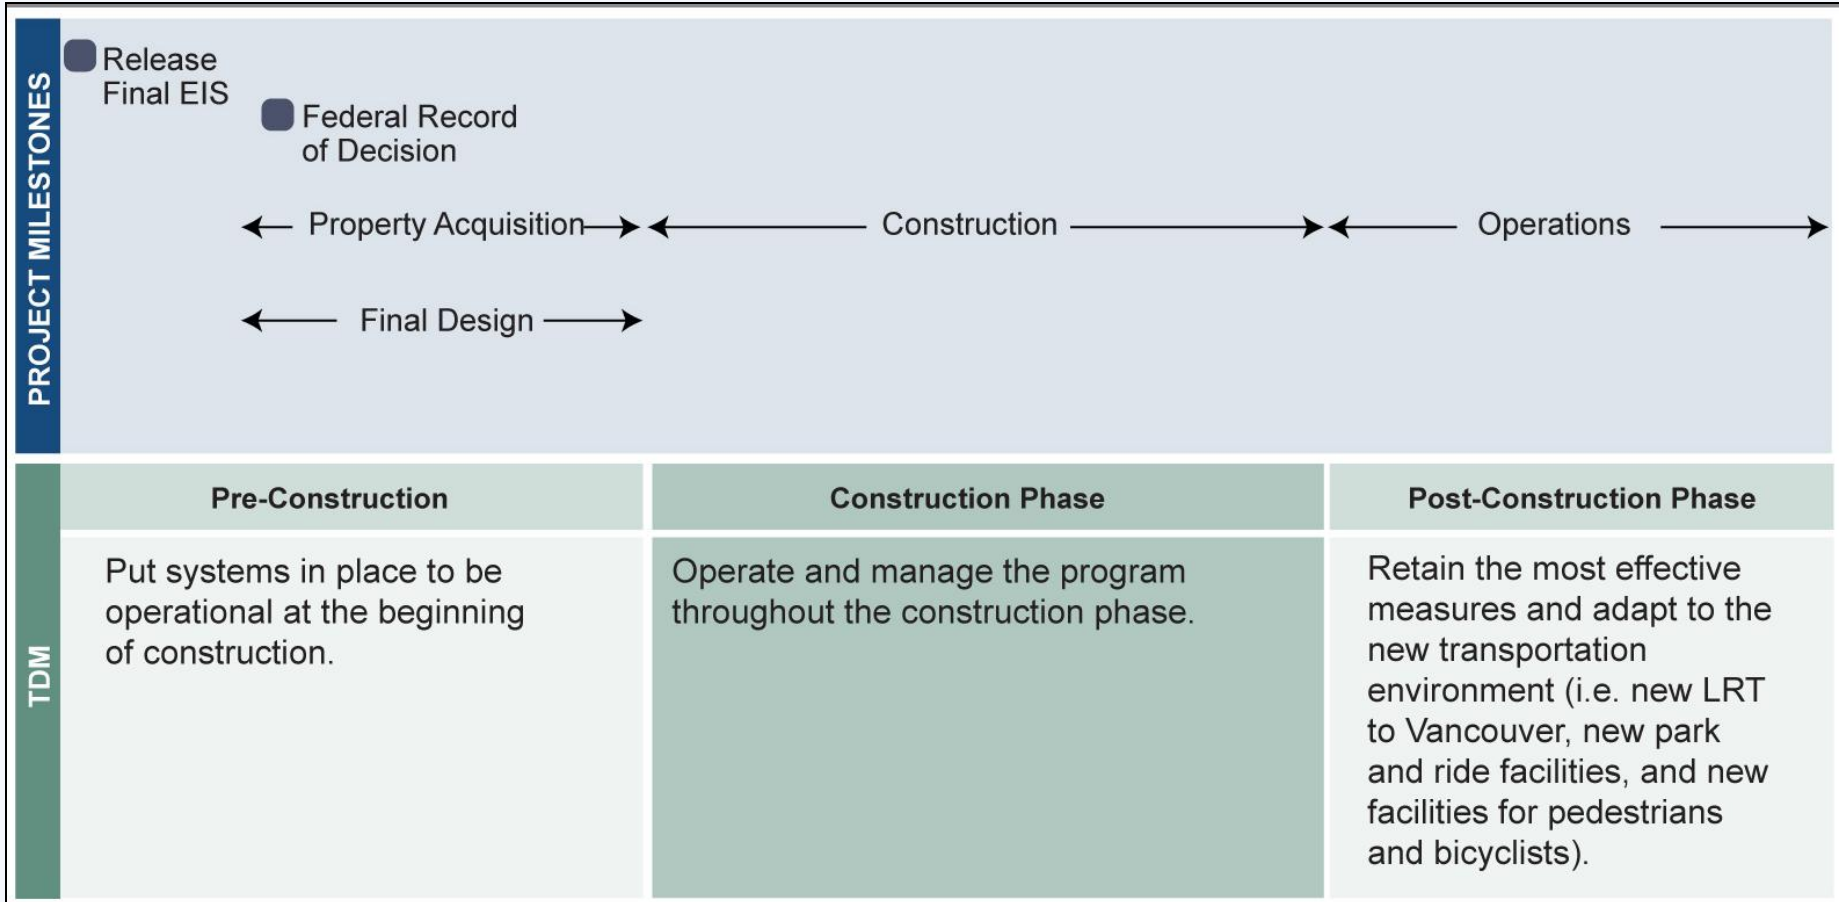 PROJECT MILESTONES
Release
Final EIS
Federal Record
of Decision
Property Acquisition
Construction
Operations
Final Design
TDM
Pre-Construction
Construction Phase
Post-Construction Phase
Put systems in place to be
operational at the beginning
of construction.
Operate and manage the program
throughout the construction phase.
Retain the most effective
measures and adapt to the
new transportation
environment (i.e. new LRT
to Vancouver, new park
and ride facilities, and new
facilities for pedestrians
and bicyclists).